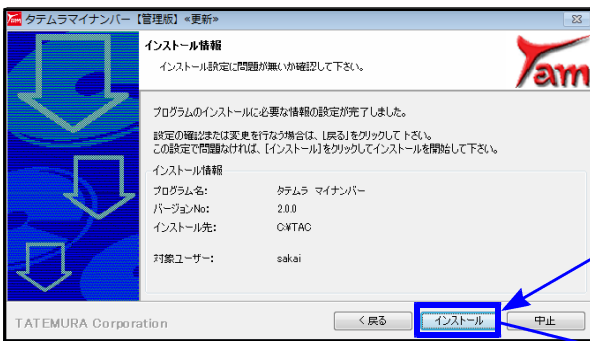 Tam タテムラマイナンバー【管理版】«更新»
インストール情報
インストール設定に問題が無いか確認して下さい。
Tam
プログラムのインストールに必要な情報の設定が完了しました。
設定の確認または変更を行なう場合は、[戻る]をクリックして下さい。
この設定で問題なければ、[インストール]をクリックしてインストールを開始して下さい。
インストール情報
プログラム名: タテムラ マイナンバー
バージョンNo: 2.0.0
インストール先: C:¥TAC
対象ユーザー: sakai
TATEMURA Corporation
< 戻る インストール 中止